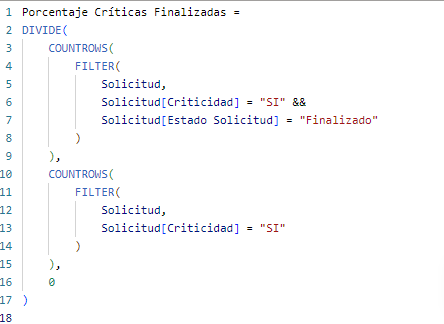 1 Porcentaje Críticas Finalizadas =
2 DIVIDE(
3     COUNTROWS(
4         FILTER(
5             Solicitud,
6             Solicitud[Criticidad] = "SI" &&
7             Solicitud[Estado Solicitud] = "Finalizado"
8         )
9     ),
10     COUNTROWS(
11         FILTER(
12             Solicitud,
13             Solicitud[Criticidad] = "SI"
14         )
15     ),
16     0
17 )
18